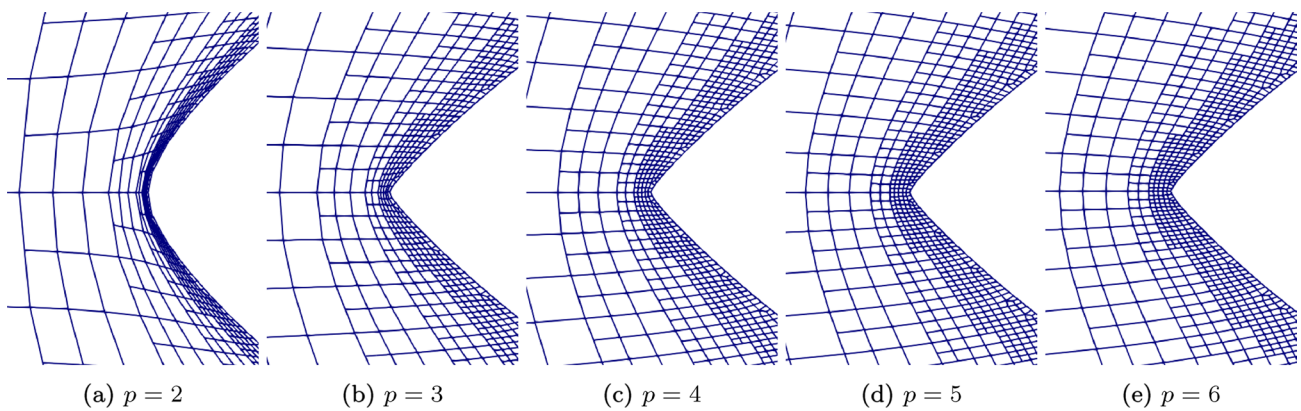 (a) p = 2
(b) p = 3
(c) p = 4
(d) p = 5
(e) p = 6